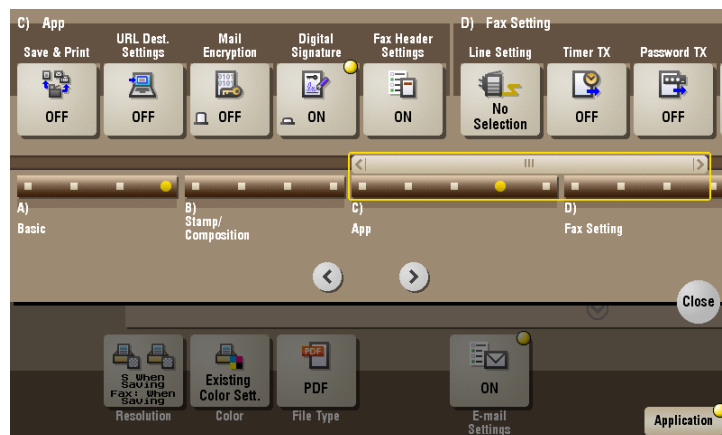 C) App
D) Fax Setting
Save & Print
URL Dest.
Settings
Mail
Encryption
Digital
Signature
Fax Header
Settings
Line Setting
Timer TX
Password TX
OFF
OFF
OFF
ON
ON
No
Selection
OFF
OFF
A)
Basic
B)
Stamp/
Composition
C)
App
D)
Fax Setting
Close
S When
Saving
Fax: When
Saving
Existing
Color Sett.
PDF
PDF
ON
Resolution
Color
File Type
E-mail
Settings
Application